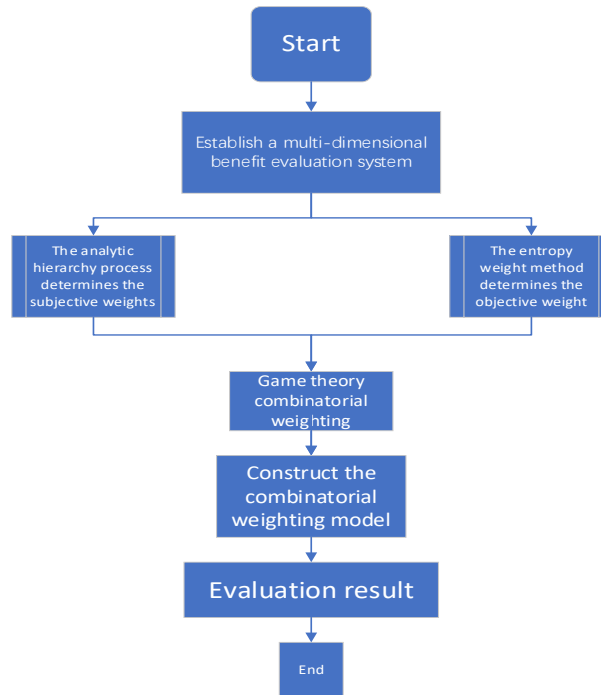 Start
Establish a multi-dimensional
benefit evaluation system
The analytic
hierarchy process
determines the
subjective weights
The entropy
weight method
determines the
objective weight
Game theory
combinatorial
weighting
Construct the
combinatorial
weighting model
Evaluation result
End